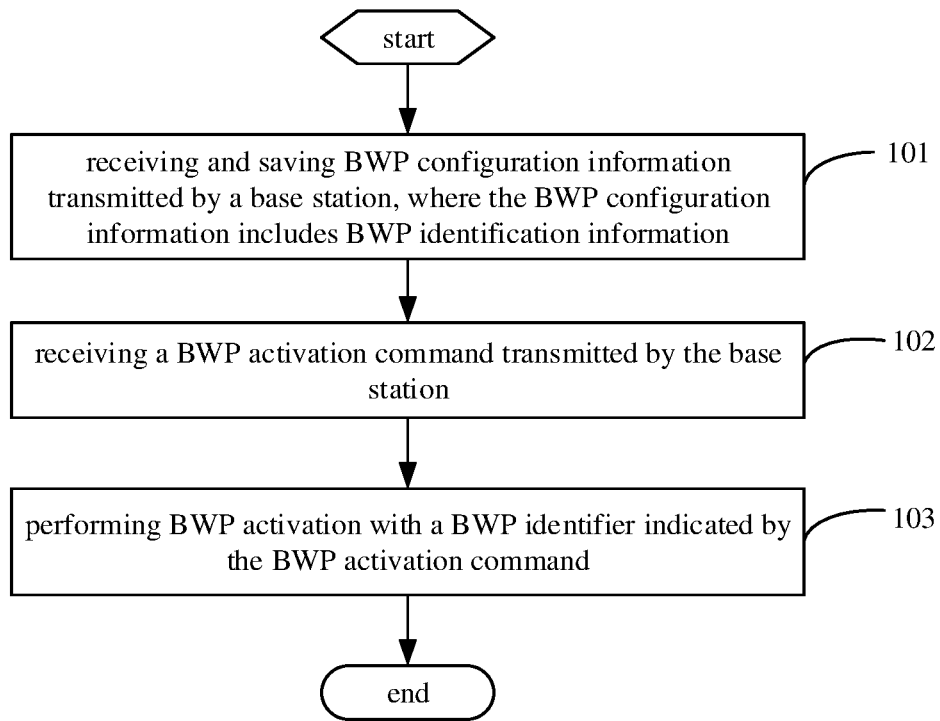 start
receiving and saving BWP configuration information
transmitted by a base station, where the BWP configuration
information includes BWP identification information
101
receiving a BWP activation command transmitted by the base
station
102
performing BWP activation with a BWP identifier indicated by
the BWP activation command
103
end